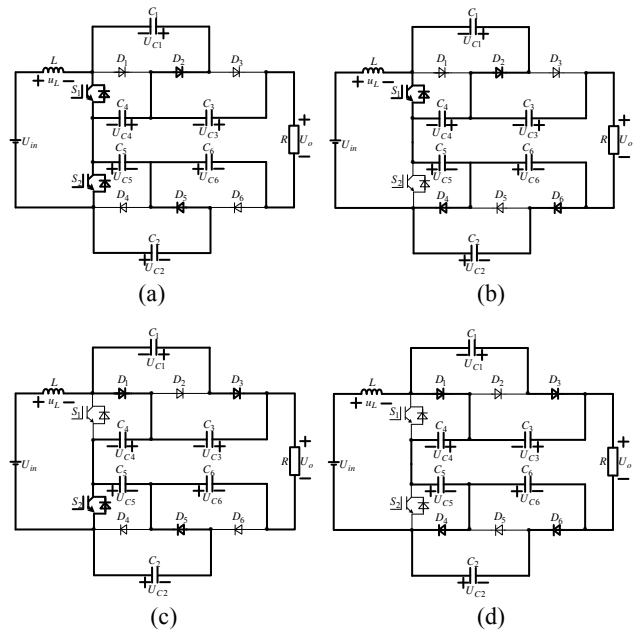 C1
+
UC1
L
D1
D2
D3
+ uL −
S1
+
C4
C3
UC4
+
UC3
+
Uin
R
Uo
C5
C6
+
UC5
−
+
UC6
−
−
S2
D4
D5
D6
C2
+
UC2
−
(a)
C1
+
UC1
L
D1
D2
D3
+ uL −
S1
+
C4
C3
UC4
+
UC3
+
Uin
R
Uo
C5
C6
+
UC5
−
+
UC6
−
−
S2
D4
D5
D6
C2
+
UC2
−
(b)
C1
+
UC1
L
D1
D2
D3
+ uL −
S1
+
C4
C3
UC4
+
UC3
+
Uin
R
Uo
C5
C6
+
UC5
−
+
UC6
−
−
S2
D4
D5
D6
C2
+
UC2
−
(c)
C1
+
UC1
L
D1
D2
D3
+ uL −
S1
+
C4
C3
UC4
+
UC3
+
Uin
R
Uo
C5
C6
+
UC5
−
+
UC6
−
−
S2
D4
D5
D6
C2
+
UC2
−
(d)